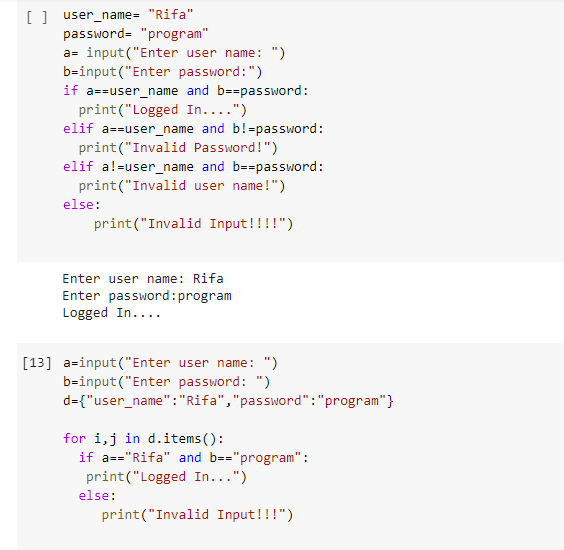 [ ] user_name= "Rifa"
password= "program"
a= input("Enter user name: ")
b=input("Enter password:")
if a==user_name and b==password:
  print("Logged In....")
elif a==user_name and b!=password:
  print("Invalid Password!")
elif a!=user_name and b==password:
  print("Invalid user name!")
else:
    print("Invalid Input!!!!")
Enter user name: Rifa
Enter password:program
Logged In....
[13] a=input("Enter user name: ")
b=input("Enter password: ")
d={"user_name":"Rifa","password":"program"}
for i,j in d.items():
  if a=="Rifa" and b=="program":
   print("Logged In...")
  else:
     print("Invalid Input!!!")